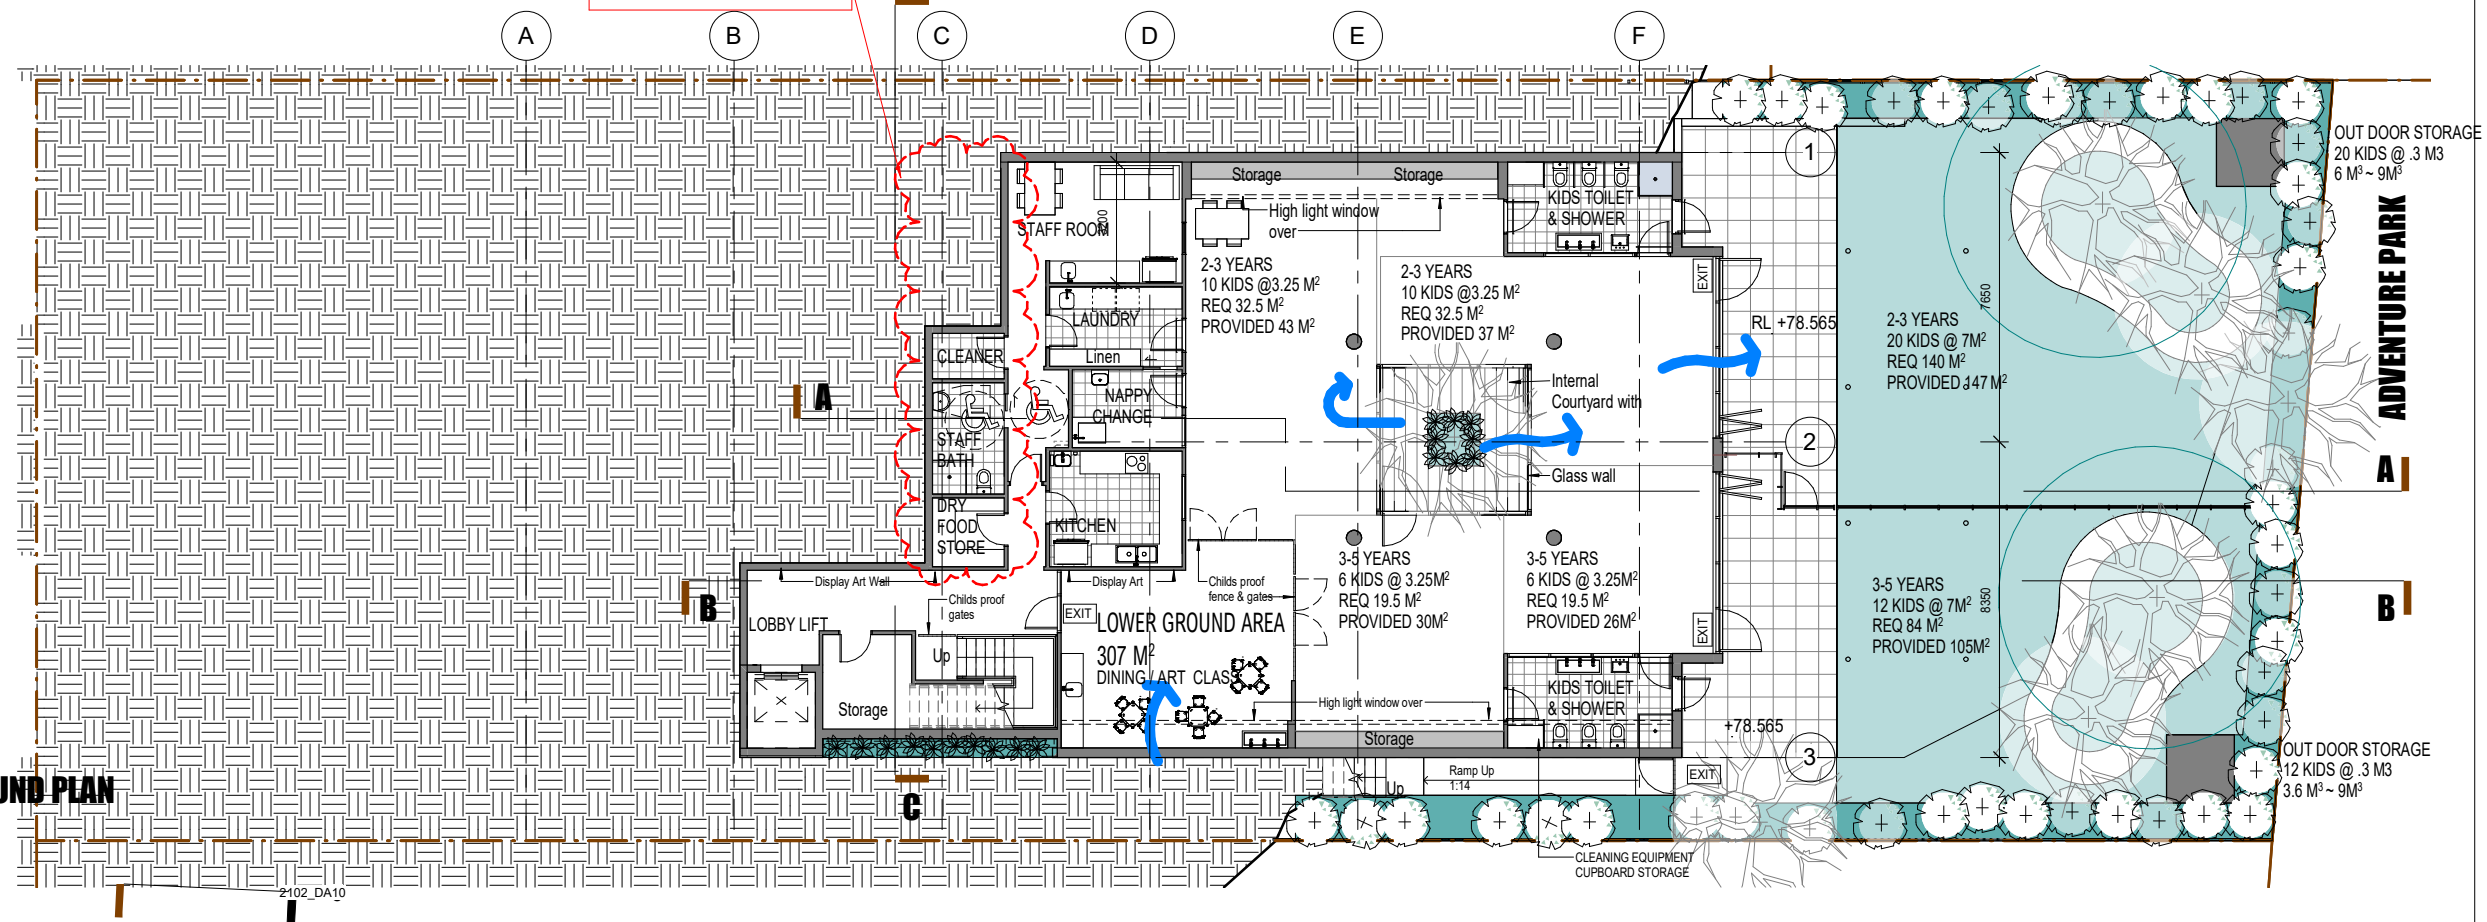 A
B
C
D
E
F
OUT DOOR STORAGE
20 KIDS @ .3 M3
6 M³ ~ 9M³
1
Storage
Storage
KIDS TOILET
& SHOWER
High light window
over
STAFF ROOM
2-3 YEARS
10 KIDS @3.25 M²
REQ 32.5 M²
PROVIDED 43 M²
2-3 YEARS
10 KIDS @3.25 M²
REQ 32.5 M²
PROVIDED 37 M²
EXIT
RL +78.565
7650
2-3 YEARS
20 KIDS @ 7M²
REQ 140 M²
PROVIDED 147 M²
ADVENTURE PARK
LAUNDRY
CLEANER
Linen
NAPPY
CHANGE
Internal
Courtyard with
A
STAFF
BATH
2
Glass wall
A
DRY
FOOD
STORE
KITCHEN
3-5 YEARS
6 KIDS @ 3.25M²
REQ 19.5 M²
PROVIDED 30M²
3-5 YEARS
6 KIDS @ 3.25M²
REQ 19.5 M²
PROVIDED 26M²
3-5 YEARS
12 KIDS @ 7M²
REQ 84 M²
PROVIDED 105M²
8350
Display Art Wall
Display Art
Childs proof
fence & gates
Childs proof
gates
B
B
LOBBY LIFT
EXIT
LOWER GROUND AREA
307 M²
DINING / ART CLASS
EXIT
Up
Storage
KIDS TOILET
& SHOWER
High light window over
Storage
+78.565
3
OUT DOOR STORAGE
12 KIDS @ .3 M3
3.6 M³ ~ 9M³
UND PLAN
C
Up
Ramp Up
1:14
EXIT
CLEANING EQUIPMENT
CUPBOARD STORAGE
2102_DA10